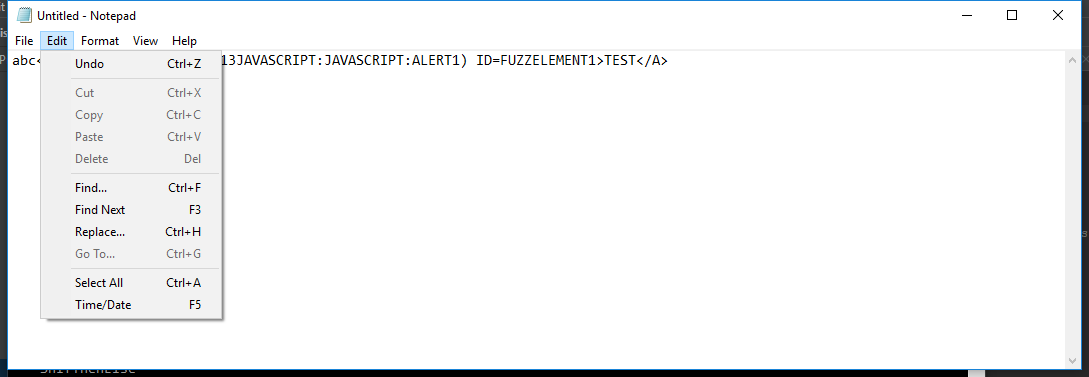 Untitled - Notepad
File Edit Format View Help
abc< 13JAVASCRIPT:JAVASCRIPT:ALERT1) ID=FUZZELEMENT1>TEST</A>
Undo Ctrl+Z
Cut Ctrl+X
Copy Ctrl+C
Paste Ctrl+V
Delete Del
Find... Ctrl+F
Find Next F3
Replace... Ctrl+H
Go To... Ctrl+G
Select All Ctrl+A
Time/Date F5